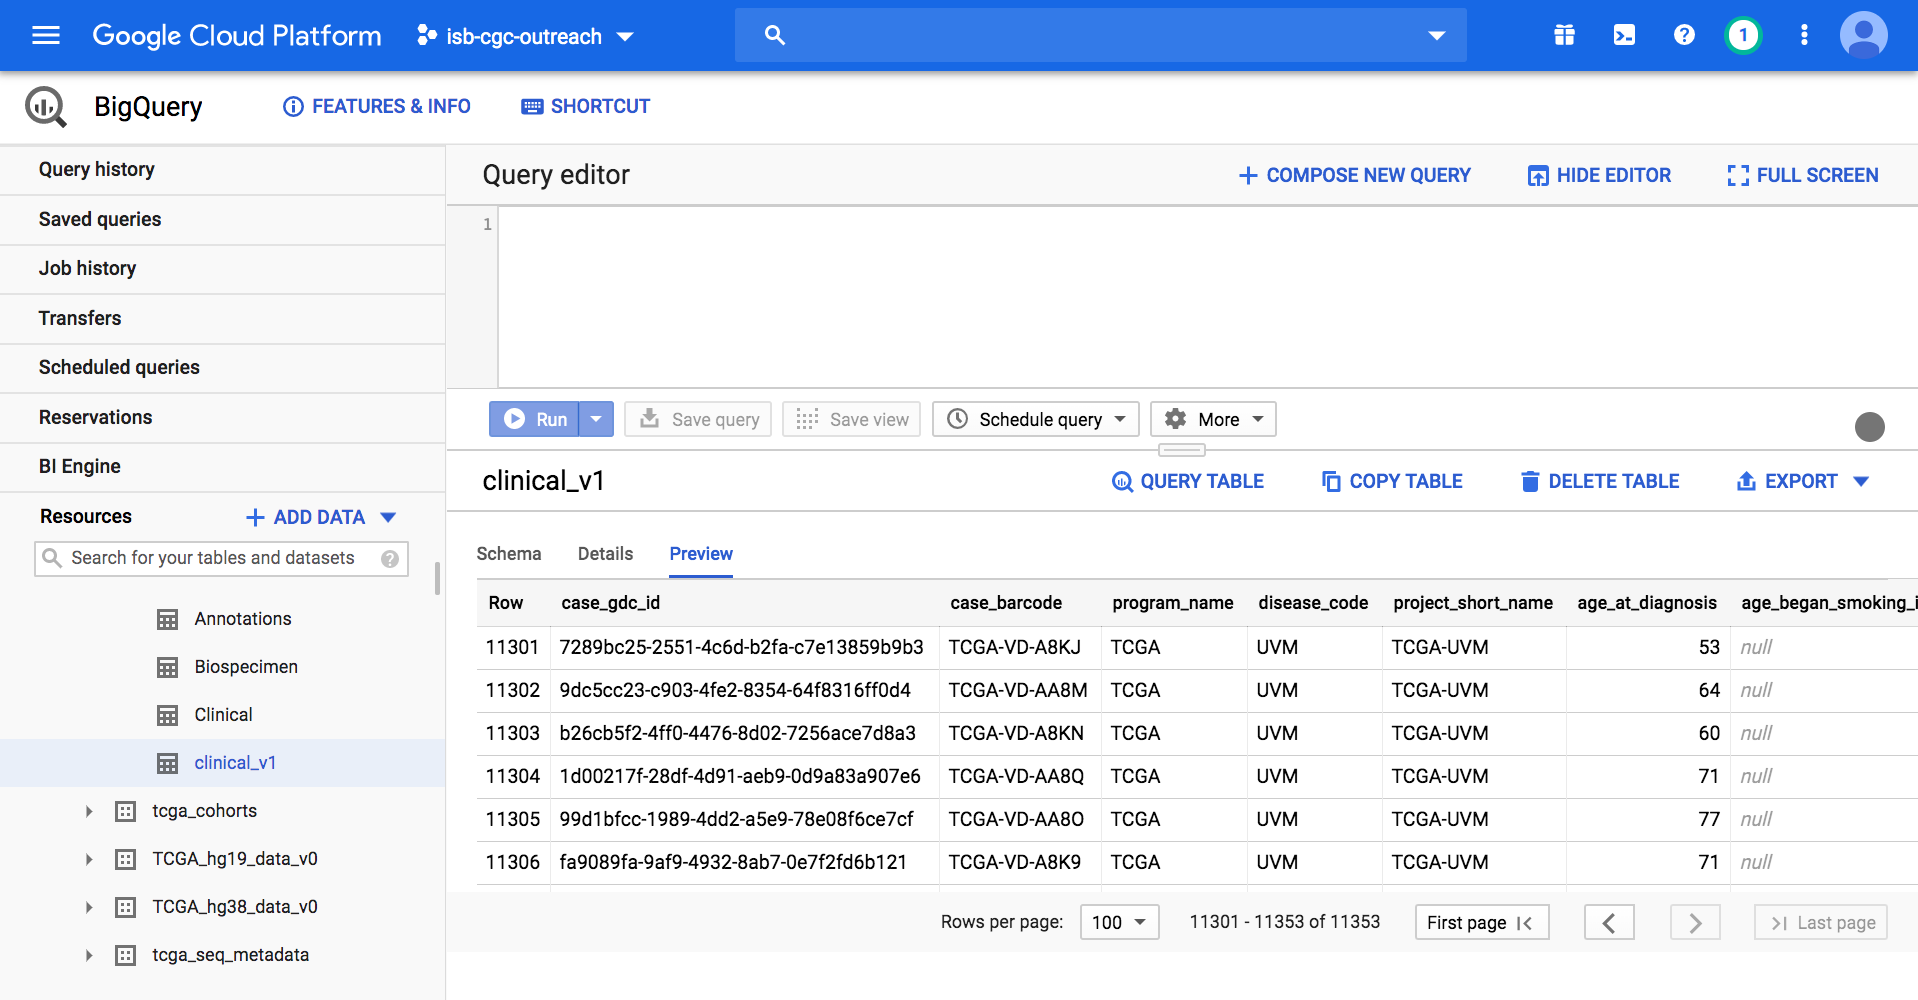 Google Cloud Platform isb-cgc-outreach 1
BigQuery FEATURES & INFO SHORTCUT
Query history
Saved queries
Job history
Transfers
Scheduled queries
Reservations
BI Engine
Resources ADD DATA
Search for your tables and datasets ?
Annotations
Biospecimen
Clinical
clinical_v1
tcga_cohorts
TCGA_hg19_data_v0
TCGA_hg38_data_v0
tcga_seq_metadata
Query editor COMPOSE NEW QUERY HIDE EDITOR FULL SCREEN
1
Run Save query Save view Schedule query More
clinical_v1 QUERY TABLE COPY TABLE DELETE TABLE EXPORT
Schema Details Preview
Row case_gdc_id case_barcode program_name disease_code project_short_name age_at_diagnosis age_began_smoking_i
11301 7289bc25-2551-4c6d-b2fa-c7e13859b9b3 TCGA-VD-A8KJ TCGA UVM TCGA-UVM 53 null
11302 9dc5cc23-c903-4fe2-8354-64f8316ff0d4 TCGA-VD-AA8M TCGA UVM TCGA-UVM 64 null
11303 b26cb5f2-4ff0-4476-8d02-7256ace7d8a3 TCGA-VD-A8KN TCGA UVM TCGA-UVM 60 null
11304 1d00217f-28df-4d91-aeb9-0d9a83a907e6 TCGA-VD-AA8Q TCGA UVM TCGA-UVM 71 null
11305 99d1bfcc-1989-4dd2-a5e9-78e08f6ce7cf TCGA-VD-AA8O TCGA UVM TCGA-UVM 77 null
11306 fa9089fa-9af9-4932-8ab7-0e7f2fd6b121 TCGA-VD-A8K9 TCGA UVM TCGA-UVM 71 null
Rows per page: 100 11301 - 11353 of 11353 First page Last page